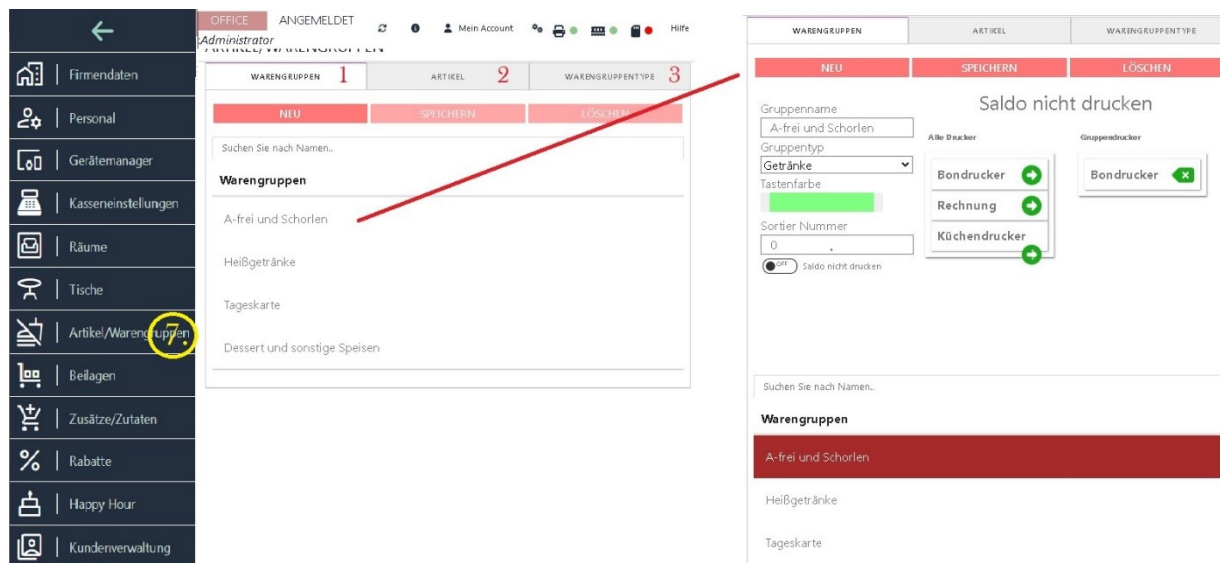 Firmendaten
Personal
Gerätemanager
Kasseneinstellungen
Räume
Tische
Artikel/Warengruppen
7.
Beilagen
Zusätze/Zutaten
Rabatte
Happy Hour
Kundenverwaltung
OFFICE ANGEMELDET
Administrator
Mein Account
Hilfe
ARTIKEL/WARENGRUPPEN
WARENGRUPPEN 1 ARTIKEL 2 WARENGRUPPENTYPE 3
NEU SPEICHERN LÖSCHEN
Suchen Sie nach Namen..
Warengruppen
A-frei und Schorlen
Heißgetränke
Tageskarte
Dessert und sonstige Speisen
WARENGRUPPEN ARTIKEL WARENGRUPPENTYPE
NEU SPEICHERN LÖSCHEN
Gruppenname
A-frei und Schorlen
Gruppentyp
Getränke
Tastenfarbe
Sortier Nummer
0
OFF Saldo nicht drucken
Saldo nicht drucken
Alle Drucker
Bondrucker
Rechnung
Küchendrucker
Gruppendrucker
Bondrucker
Suchen Sie nach Namen..
Warengruppen
A-frei und Schorlen
Heißgetränke
Tageskarte